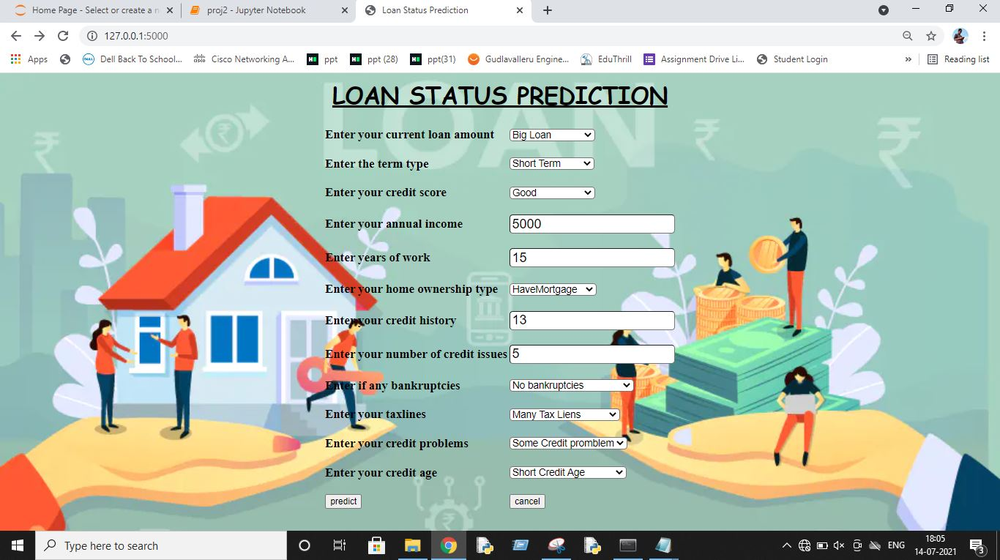 Home Page - Select or create a n
proj2 - Jupyter Notebook
Loan Status Prediction
127.0.0.1:5000
Apps
DELL
Dell Back To School...
cisco
Cisco Networking A...
ppt
ppt (28)
ppt(31)
Gudlavalleru Engine...
EduThrill
Assignment Drive Li...
Student Login
»
Reading list
LOAN
LOAN STATUS PREDICTION
Enter your current loan amount Big Loan
Enter the term type Short Term
Enter your credit score Good
Enter your annual income 5000
Enter years of work 15
Enter your home ownership type HaveMortgage
Enter your credit history 13
Enter your number of credit issues 5
Enter if any bankruptcies No bankruptcies
Enter your taxlines Many Tax Liens
Enter your credit problems Some Credit promblem
Enter your credit age Short Credit Age
predict cancel
Type here to search
ENG
18:05
14-07-2021
3